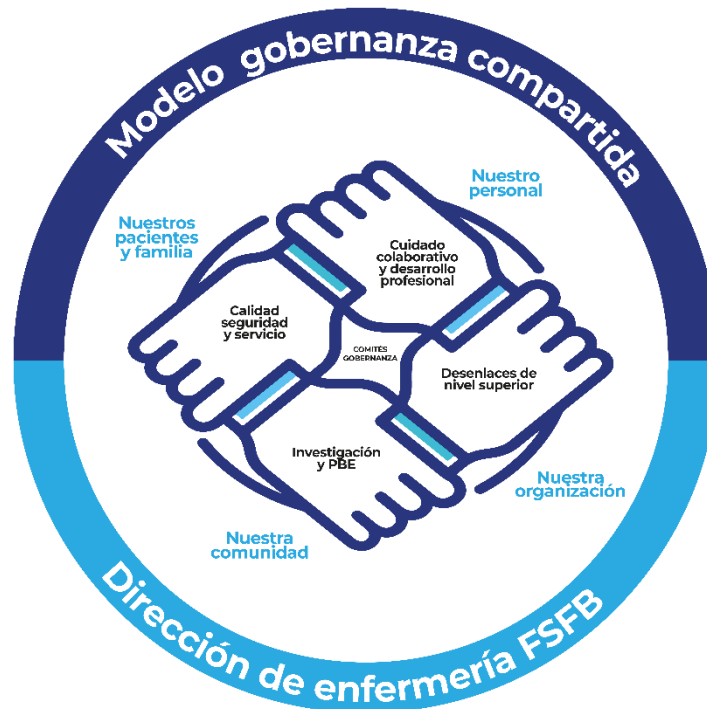 Modelo gobernanza compartida
Nuestro
personal
Nuestros
pacientes
y familia
Cuidado
colaborativo
y desarrollo
profesional
Calidad
seguridad
y servicio
COMITÉS
GOBERNANZA
Desenlaces de
nivel superior
Investigación
y PBE
Nuestra
organización
Nuestra
comunidad
Dirección de enfermería FSFB